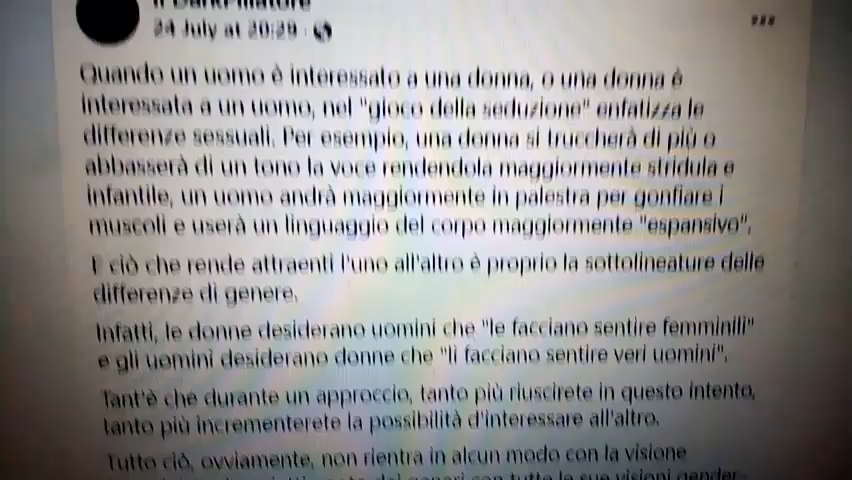 24 July at 20:29
Quando un uomo è interessato a una donna, o una donna è
interessata a un uomo, nel "gioco della seduzione" enfatizza le
differenze sessuali. Per esempio, una donna si truccherà di più o
abbasserà di un tono la voce rendendola maggiormente stridula e
infantile, un uomo andrà maggiormente in palestra per gonfiare i
muscoli e userà un linguaggio del corpo maggiormente "espansivo".
E ciò che rende attraenti l'uno all'altro è proprio la sottolineature delle
differenze di genere.
Infatti, le donne desiderano uomini che "le facciano sentire femminili"
e gli uomini desiderano donne che "li facciano sentire veri uomini".
Tant'è che durante un approccio, tanto più riuscirete in questo intento,
tanto più incrementerete la possibilità d'interessare all'altro.
Tutto ciò, ovviamente, non rientra in alcun modo con la visione
con tutte le sue visioni gender